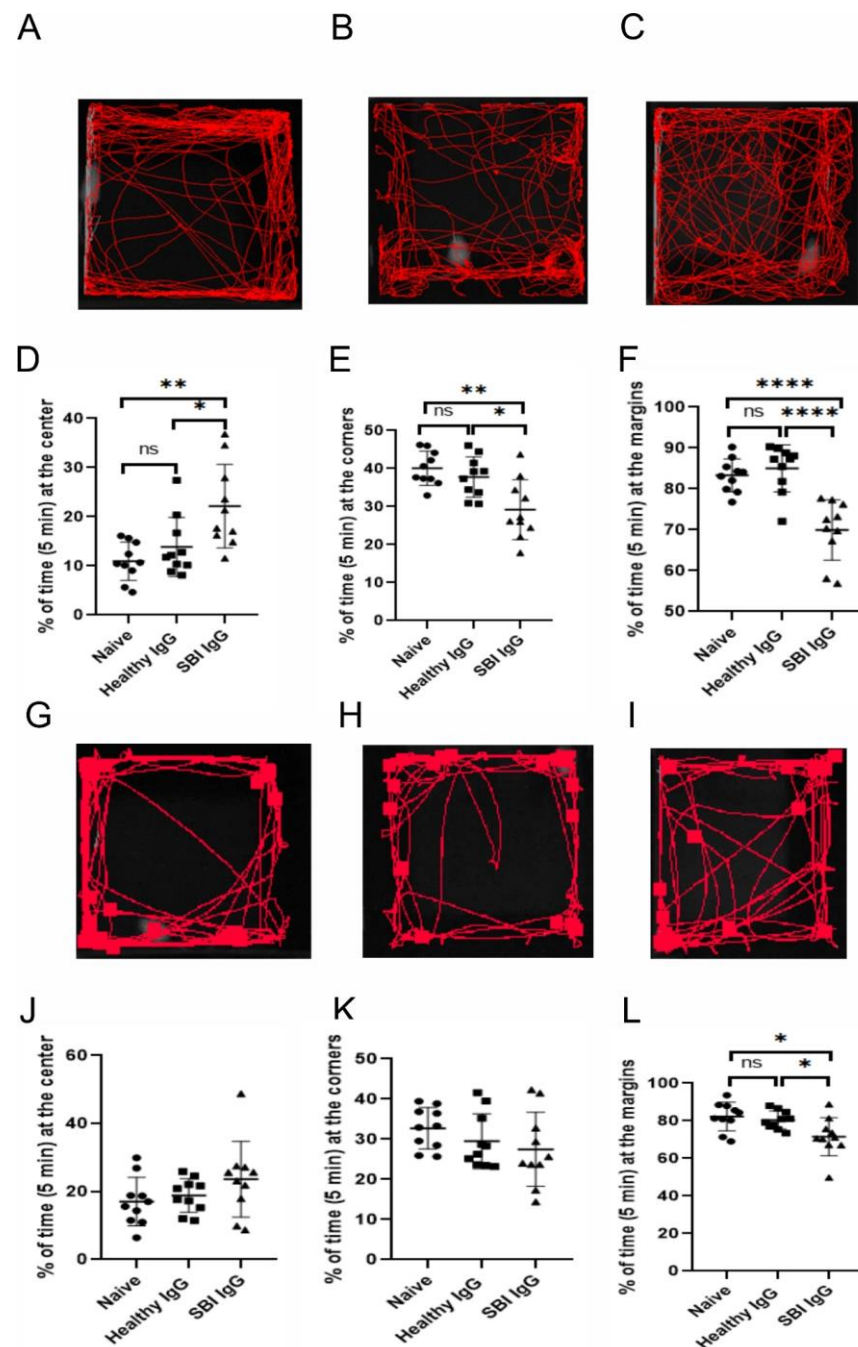 A
B
C
D
E
F
% of time (5 min) at the center
40
30
20
10
0
**
*
ns
Naive
Healthy IgG
SBI IgG
% of time (5 min) at the corners
50
40
30
20
10
0
**
ns
*
Naive
Healthy IgG
SBI IgG
% of time (5 min) at the margins
100
90
80
70
60
50
****
ns
****
Naive
Healthy IgG
SBI IgG
G
H
I
J
K
L
% of time (5 min) at the center
60
40
20
0
Naive
Healthy IgG
SBI IgG
% of time (5 min) at the corners
50
40
30
20
10
0
Naive
Healthy IgG
SBI IgG
% of time (5 min) at the margins
100
80
60
40
20
0
*
ns
*
Naive
Healthy IgG
SBI IgG